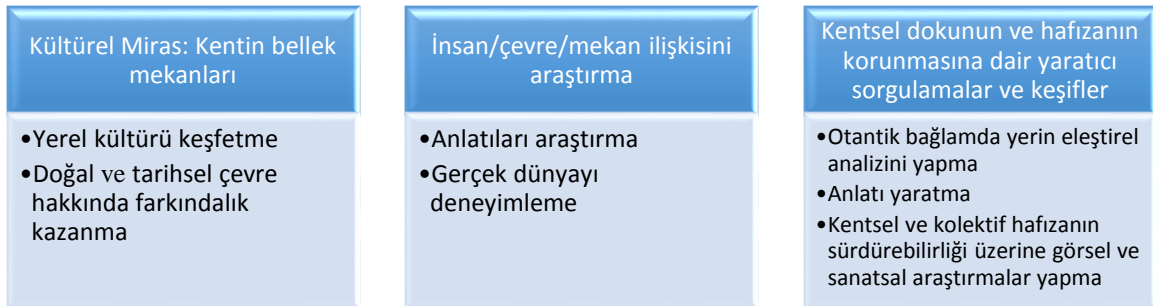 Kültürel Miras: Kentin bellek
mekanları
•Yerel kültürü keşfetme
•Doğal ve tarihsel çevre
hakkında farkındalık
kazanma
İnsan/çevre/mekan ilişkisini
araştırma
•Anlatıları araştırma
•Gerçek dünyayı
deneyimleme
Kentsel dokunun ve hafızanın
korunmasına dair yaratıcı
sorgulamalar ve keşifler
•Otantik bağlamda yerin eleştirel
analizini yapma
•Anlatı yaratma
•Kentsel ve kolektif hafızanın
sürdürebilirliği üzerine görsel ve
sanatsal araştırmalar yapma